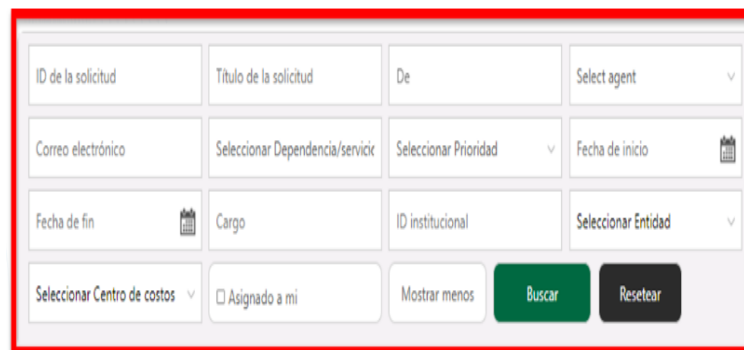 ID de la solicitud Título de la solicitud De Select agent
Correo electrónico Seleccionar Dependencia/servicic Seleccionar Prioridad Fecha de inicio
Fecha de fin Cargo ID institucional Seleccionar Entidad
Seleccionar Centro de costos Asignado a mi Mostrar menos Buscar Resetear